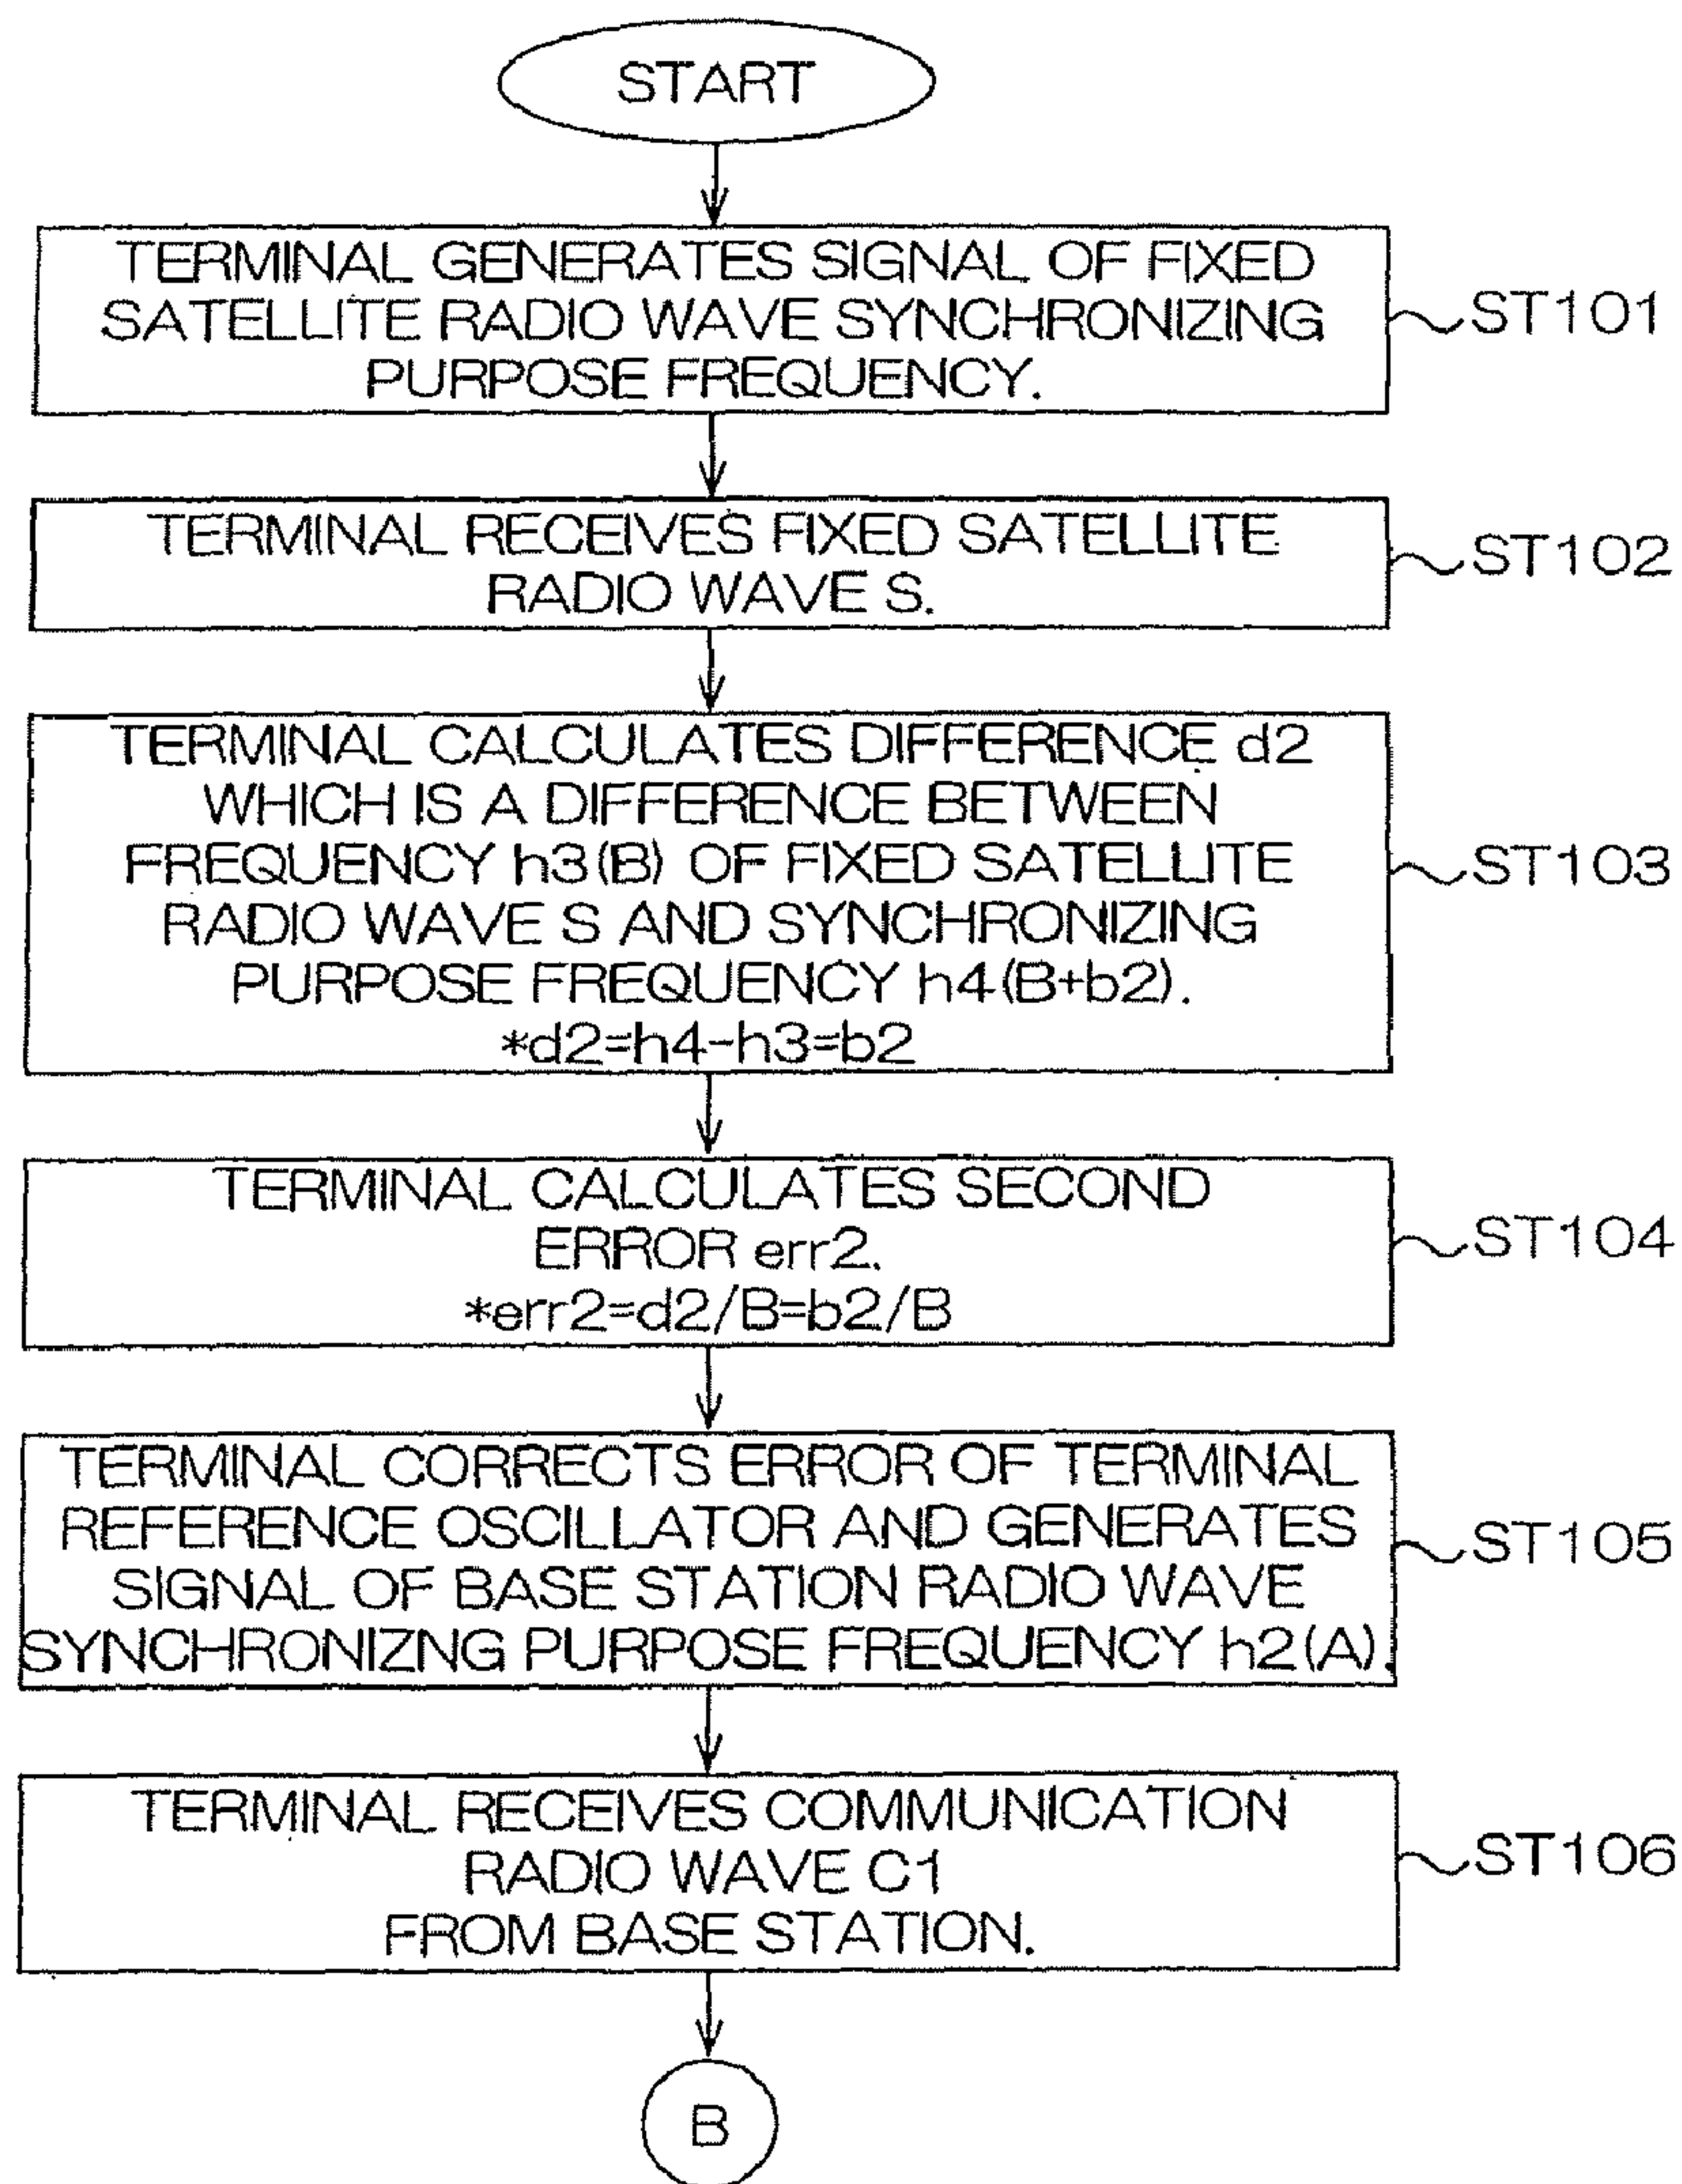 START
TERMINAL GENERATES SIGNAL OF FIXED
SATELLITE RADIO WAVE SYNCHRONIZING
PURPOSE FREQUENCY.
ST101
TERMINAL RECEIVES FIXED SATELLITE
RADIO WAVE S.
ST102
TERMINAL CALCULATES DIFFERENCE d2
WHICH IS A DIFFERENCE BETWEEN
FREQUENCY h3(B) OF FIXED SATELLITE
RADIO WAVE S AND SYNCHRONIZING
PURPOSE FREQUENCY h4(B+b2).
*d2=h4-h3=b2
ST103
TERMINAL CALCULATES SECOND
ERROR err2.
*err2=d2/B=b2/B
ST104
TERMINAL CORRECTS ERROR OF TERMINAL
REFERENCE OSCILLATOR AND GENERATES
SIGNAL OF BASE STATION RADIO WAVE
SYNCHRONIZNG PURPOSE FREQUENCY h2(A).
ST105
TERMINAL RECEIVES COMMUNICATION
RADIO WAVE C1
FROM BASE STATION.
ST106
B